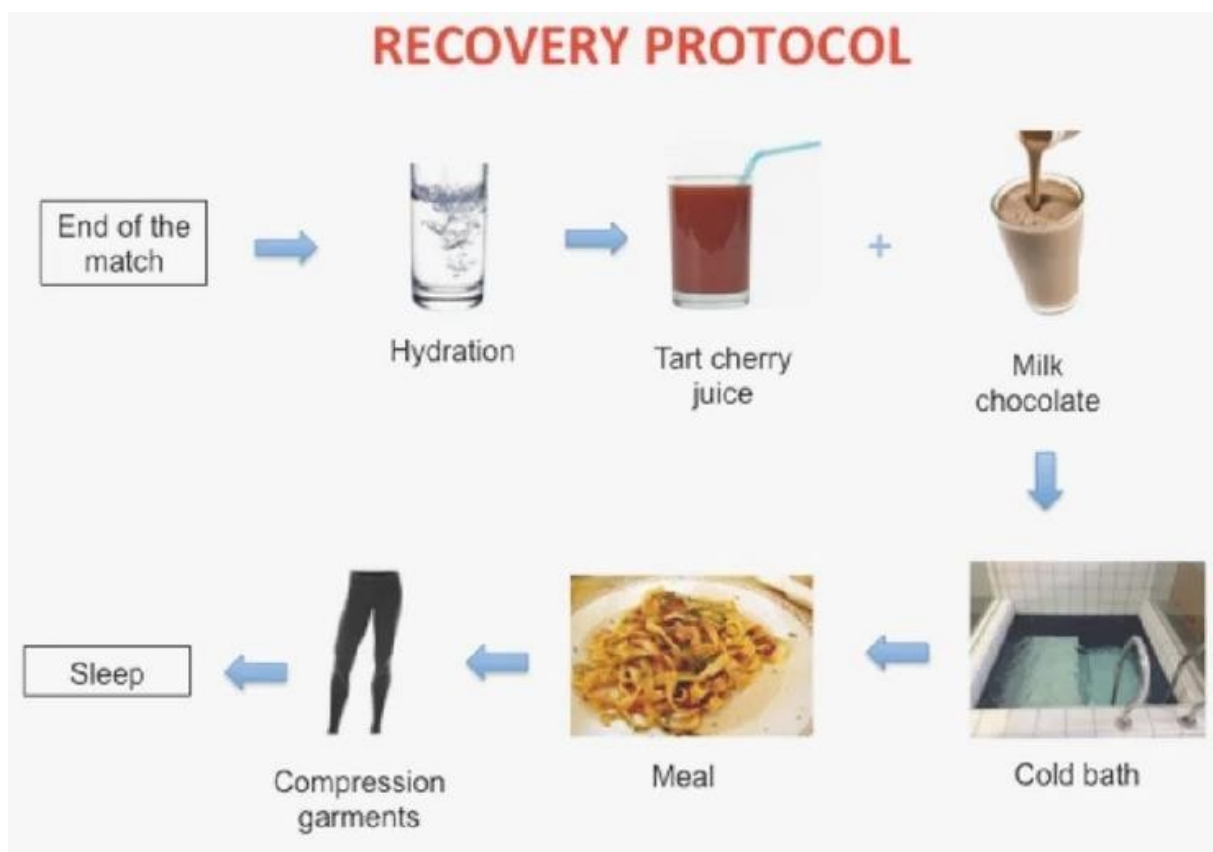 RECOVERY PROTOCOL
End of the
match
+
Hydration
Tart cherry
juice
Milk
chocolate
Sleep
Compression
garments
Meal
Cold bath